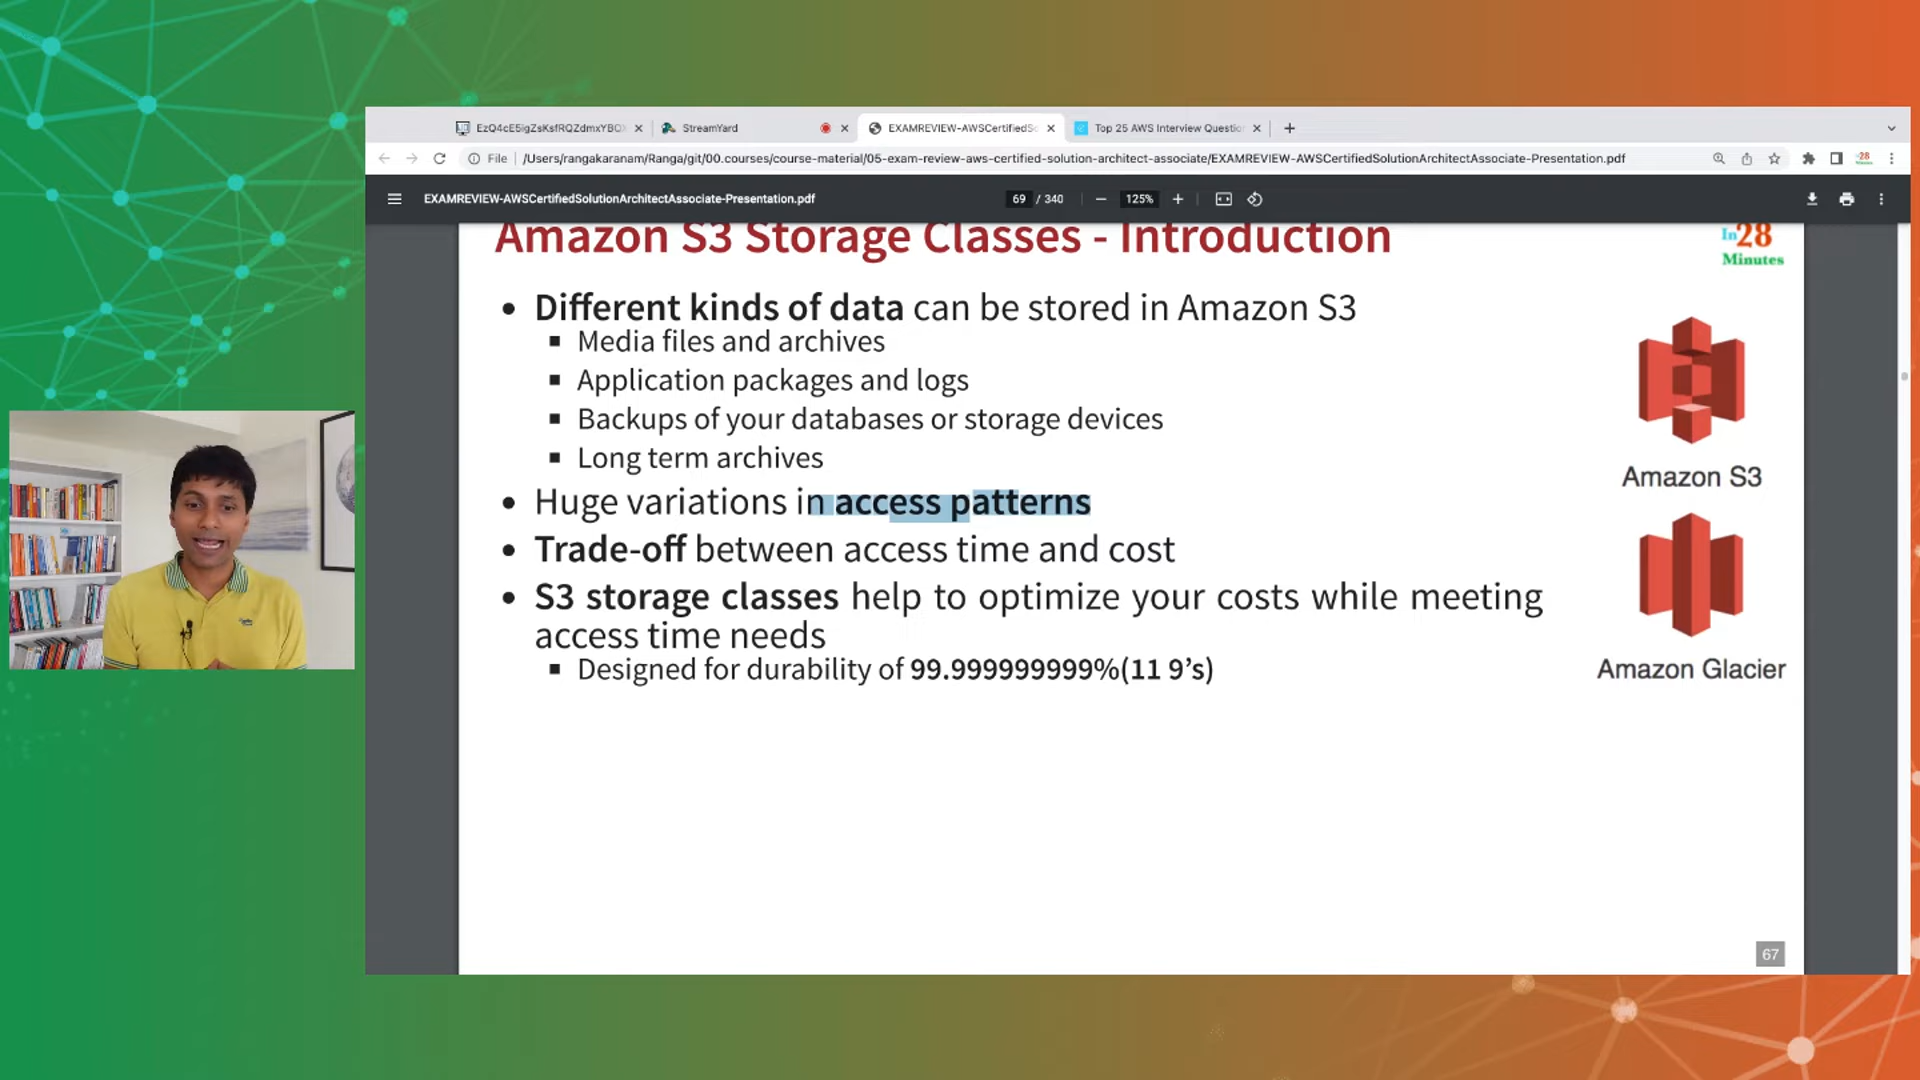 EzQ4cE5igZsKsfRQZdmxYBO
StreamYard
EXAMREVIEW-AWSCertifiedS
Top 25 AWS Interview Questio
File
/Users/rangakaranam/Ranga/git/00.courses/course-material/05-exam-review-aws-certified-solution-architect-associate/EXAMREVIEW-AWSCertifiedSolutionArchitectAssociate-Presentation.pdf
EXAMREVIEW-AWSCertifiedSolutionArchitectAssociate-Presentation.pdf
69 / 340
125%
Amazon S3 Storage Classes - Introduction
In 28
Minutes
• Different kinds of data can be stored in Amazon S3
▪ Media files and archives
▪ Application packages and logs
▪ Backups of your databases or storage devices
▪ Long term archives
• Huge variations in access patterns
• Trade-off between access time and cost
• S3 storage classes help to optimize your costs while meeting
access time needs
▪ Designed for durability of 99.999999999%(11 9’s)
Amazon S3
Amazon Glacier
67